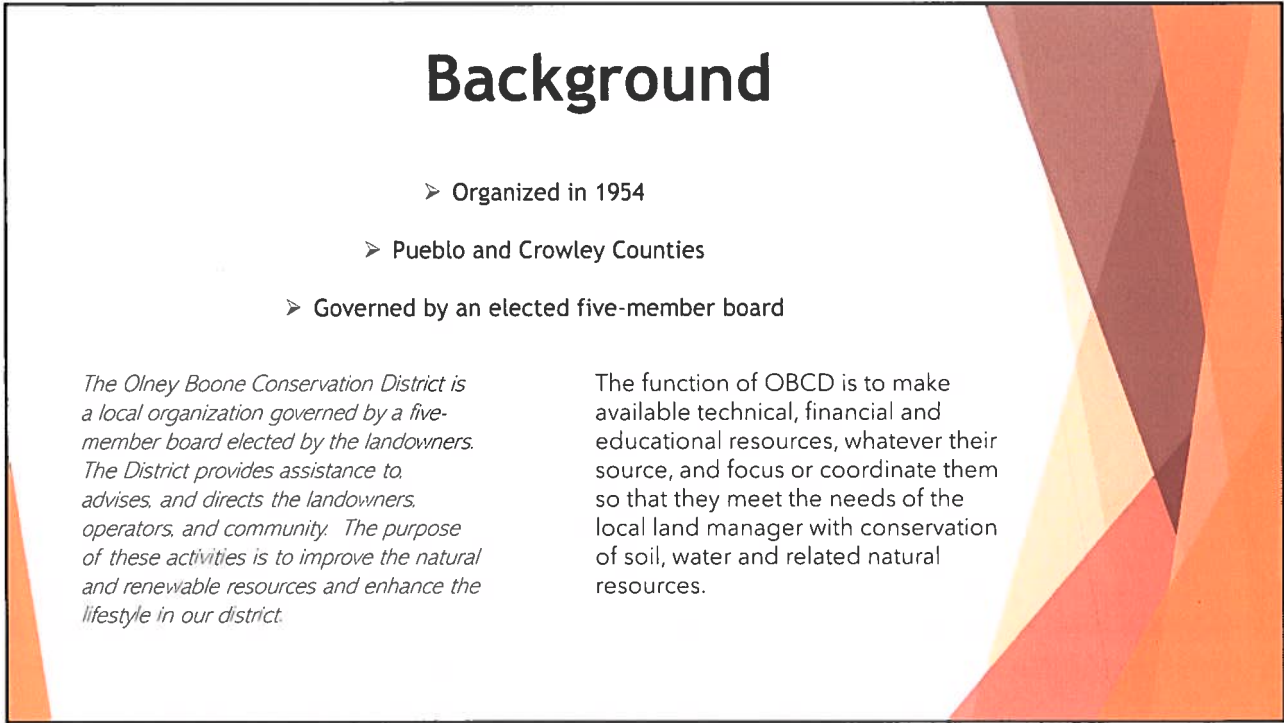 Background
➢ Organized in 1954
➢ Pueblo and Crowley Counties
➢ Governed by an elected five-member board
The Olney Boone Conservation District is
a local organization governed by a five-
member board elected by the landowners.
The District provides assistance to,
advises, and directs the landowners,
operators, and community. The purpose
of these activities is to improve the natural
and renewable resources and enhance the
lifestyle in our district.
The function of OBCD is to make
available technical, financial and
educational resources, whatever their
source, and focus or coordinate them
so that they meet the needs of the
local land manager with conservation
of soil, water and related natural
resources.